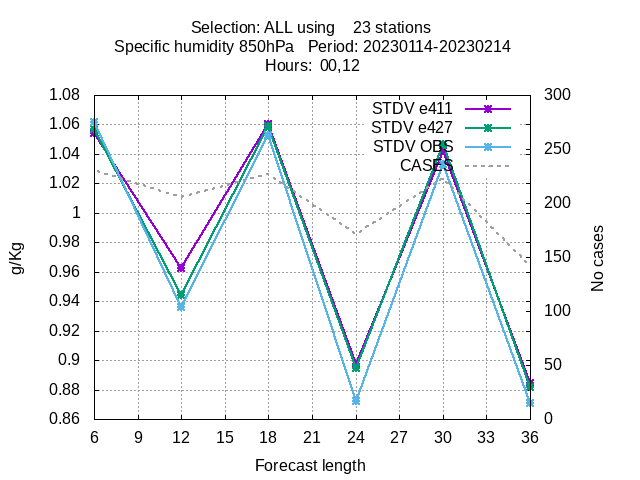 Selection: ALL using 23 stations
Specific humidity 850hPa Period: 20230114-20230214
Hours: 00,12
1.08
1.06
1.04
1.02
1
0.98
0.96
0.94
0.92
0.9
0.88
0.86
g/Kg
STDV e411
STDV e427
STDV OBS
CASES
300
250
200
150
100
50
0
No cases
6 9 12 15 18 21 24 27 30 33 36
Forecast length